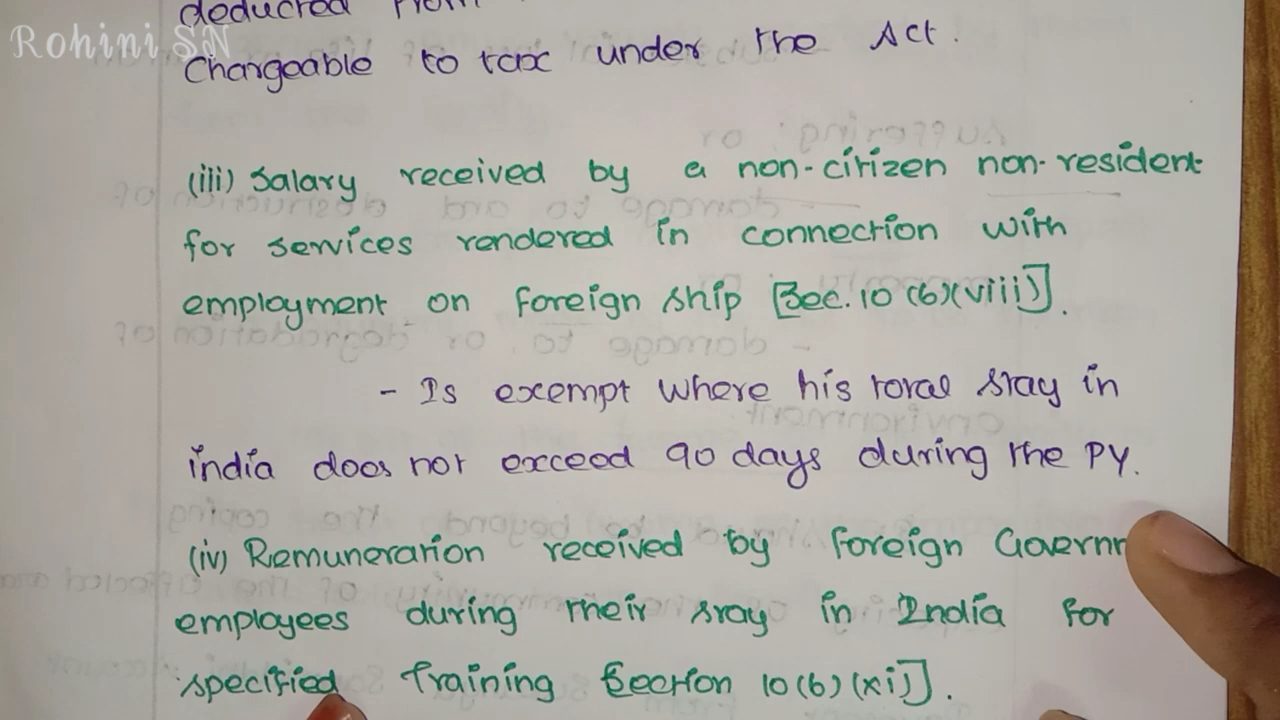 Rohini SN
deducted from
Chargeable to tax under the Act.
(iii) Salary received by a non-citizen non-resident
for services rendered in connection with
employment on foreign ship [Sec. 10 (6)(viii)].
- Is exempt where his total stay in
india does not exceed 90 days during the PY.
(iv) Remuneration received by foreign Governm
employees during their stay in India for
specified Training [Section 10(6)(xi)].